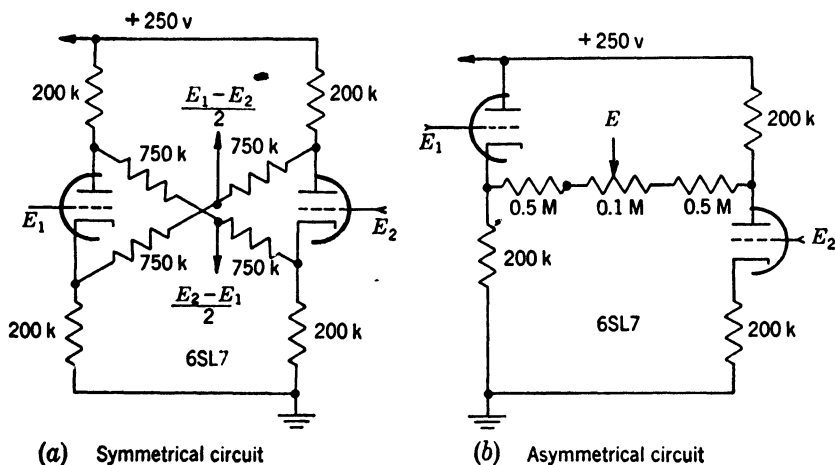 + 250 v
200 k
E₁ − E₂
2
200 k
750 k
750 k
E₁
E₂
750 k
750 k
E₂ − E₁
2
200 k
200 k
6SL7
(a) Symmetrical circuit
+ 250 v
E₁
E
200 k
0.5 M
0.1 M
0.5 M
E₂
200 k
200 k
6SL7
(b) Asymmetrical circuit